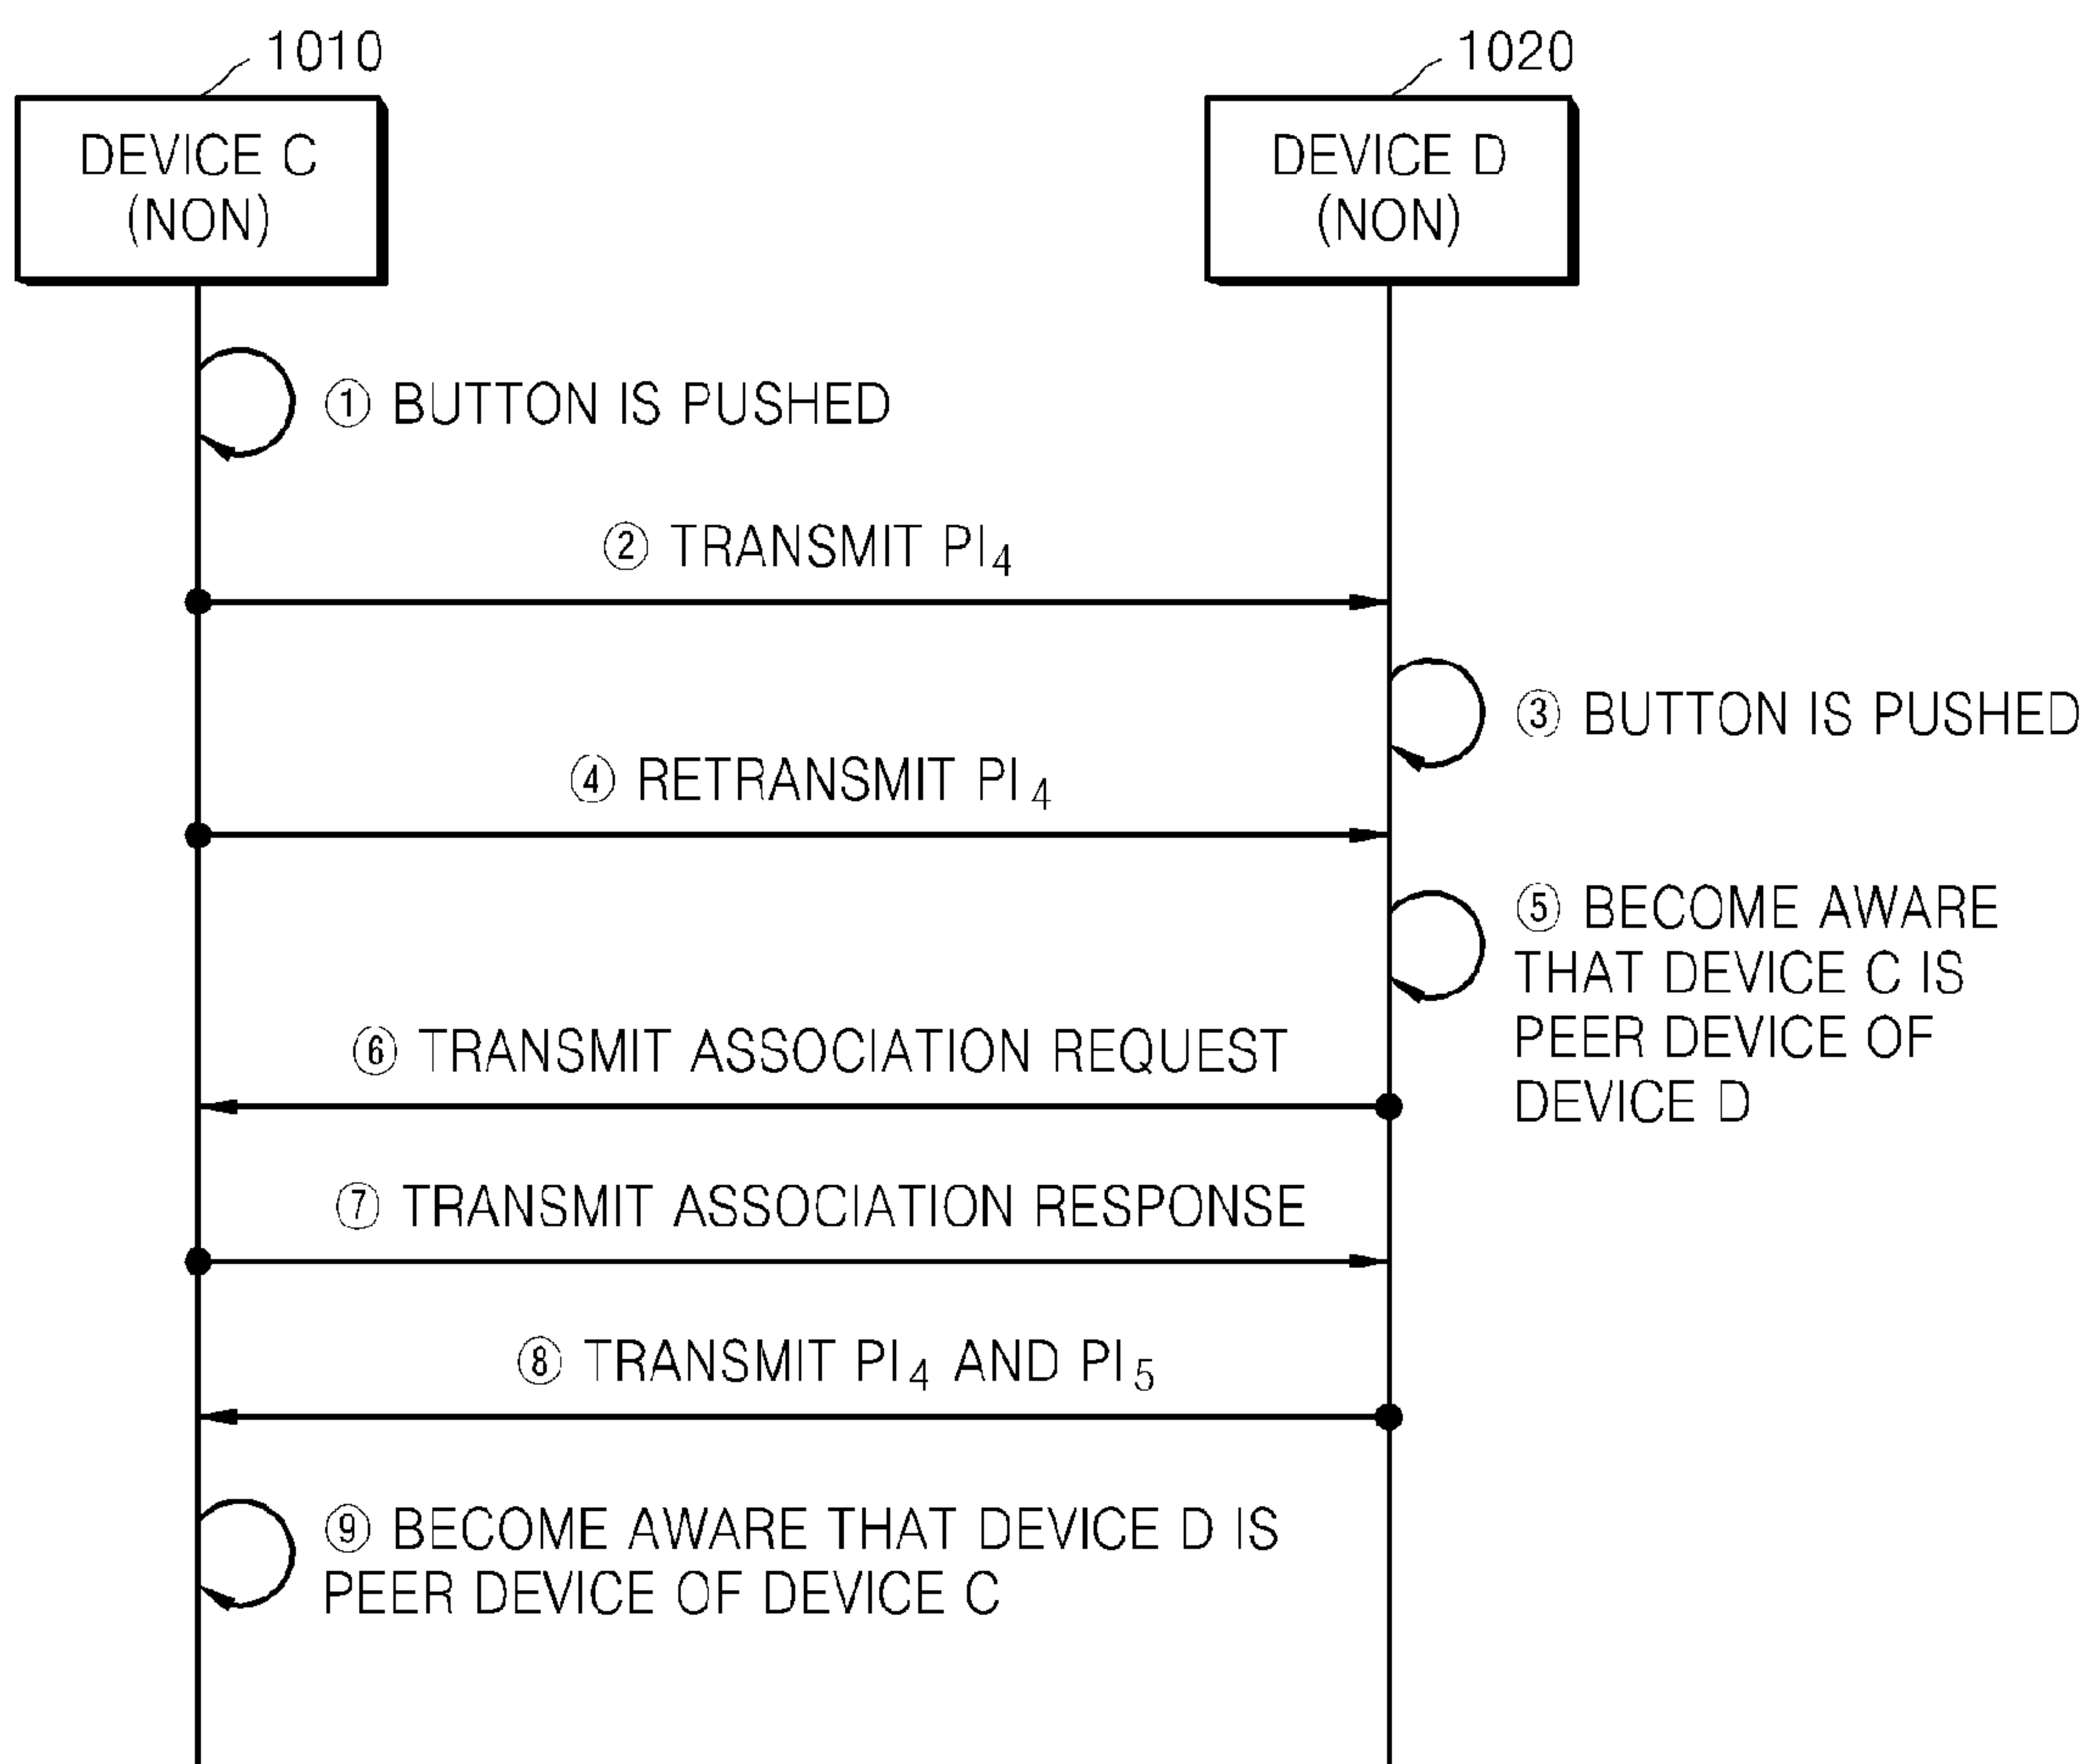 1010
1020
DEVICE C
(NON)
DEVICE D
(NON)
① BUTTON IS PUSHED
② TRANSMIT PI₄
③ BUTTON IS PUSHED
④ RETRANSMIT PI₄
⑤ BECOME AWARE
THAT DEVICE C IS
PEER DEVICE OF
DEVICE D
⑥ TRANSMIT ASSOCIATION REQUEST
⑦ TRANSMIT ASSOCIATION RESPONSE
⑧ TRANSMIT PI₄ AND PI₅
⑨ BECOME AWARE THAT DEVICE D IS
PEER DEVICE OF DEVICE C